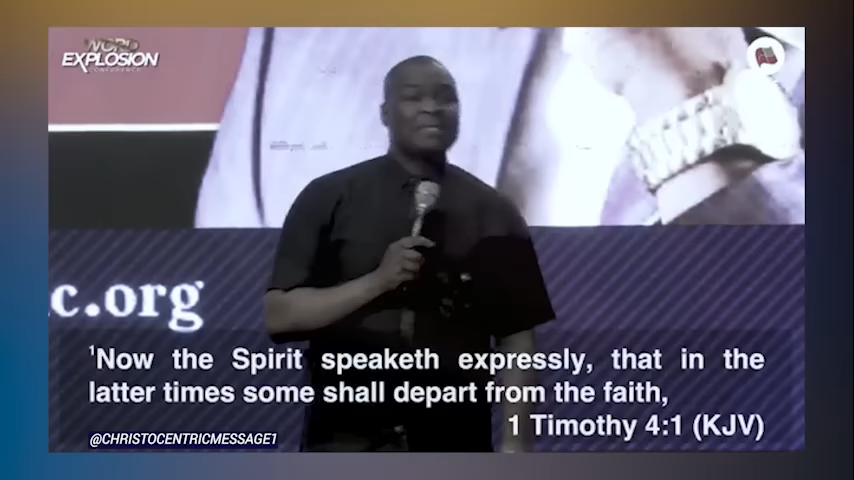 WORD
EXPLOSION
CONFERENCE
c.org
¹Now the Spirit speaketh expressly, that in the
latter times some shall depart from the faith,
1 Timothy 4:1 (KJV)
@CHRISTOCENTRICMESSAGE1